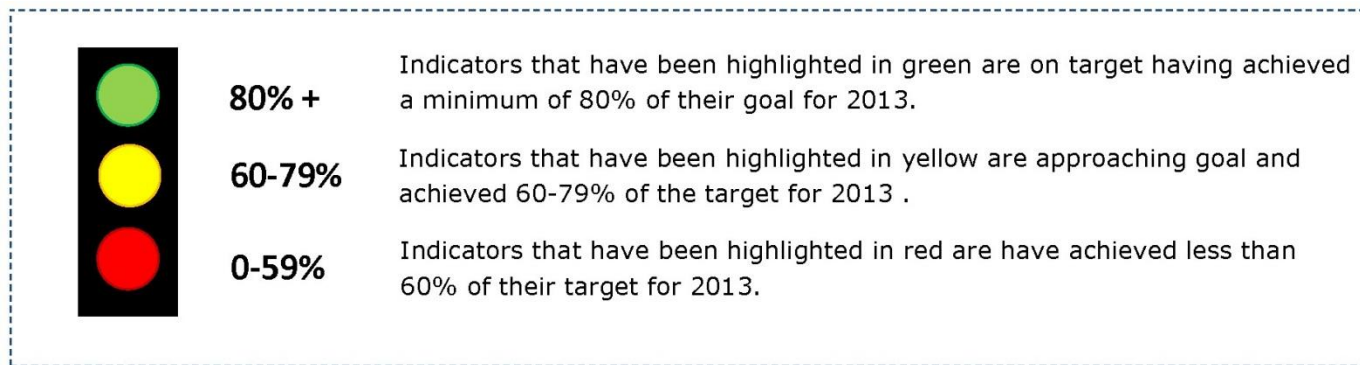 80% +
Indicators that have been highlighted in green are on target having achieved
a minimum of 80% of their goal for 2013.
60-79%
Indicators that have been highlighted in yellow are approaching goal and
achieved 60-79% of the target for 2013 .
0-59%
Indicators that have been highlighted in red are have achieved less than
60% of their target for 2013.